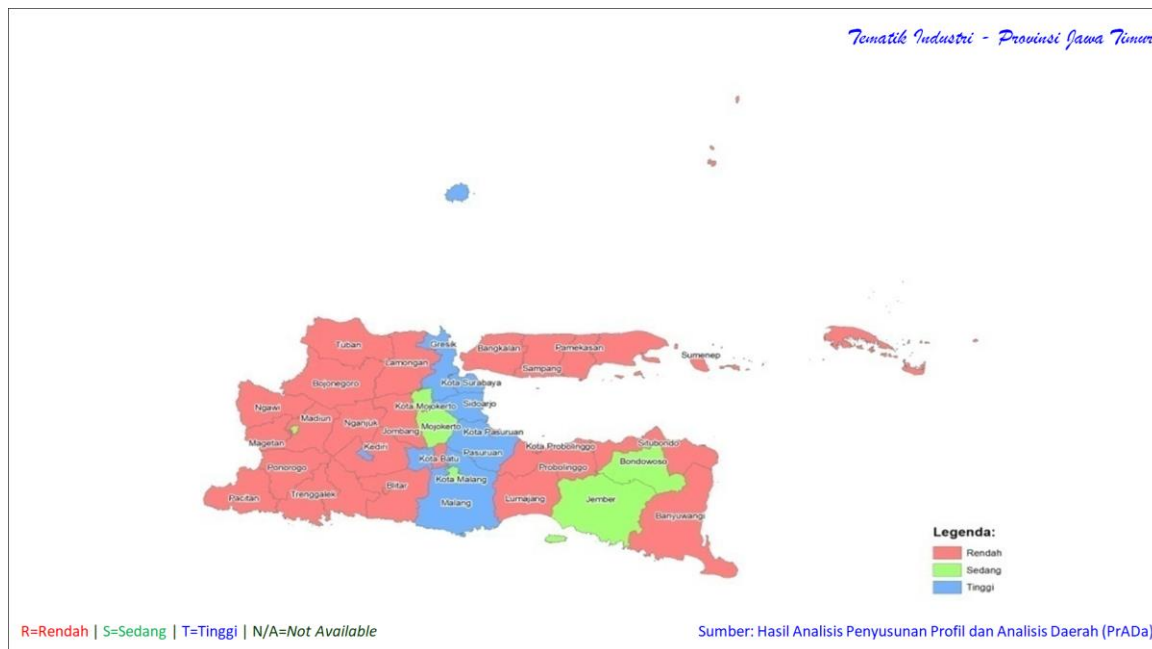 Tematik Industri - Provinsi Jawa Timur
Tuban
Lamongan
Gresik
Bangkalan
Pamekasan
Sampang
Sumenep
Bojonegoro
Kota Surabaya
Ngawi
Madiun
Nganjuk
Kota Mojokerto
Sidoarjo
Jombang
Mojokerto
Kota Pasuruan
Magetan
Kediri
Kota Batu
Pasuruan
Kota Probolinggo
Situbondo
Ponorogo
Probolinggo
Bondowoso
Kota Malang
Pacitan
Trenggalek
Blitar
Malang
Lumajang
Jember
Banyuwangi
Legenda:
Rendah
Sedang
Tinggi
R=Rendah | S=Sedang | T=Tinggi | N/A=Not Available
Sumber: Hasil Analisis Penyusunan Profil dan Analisis Daerah (PrADa)